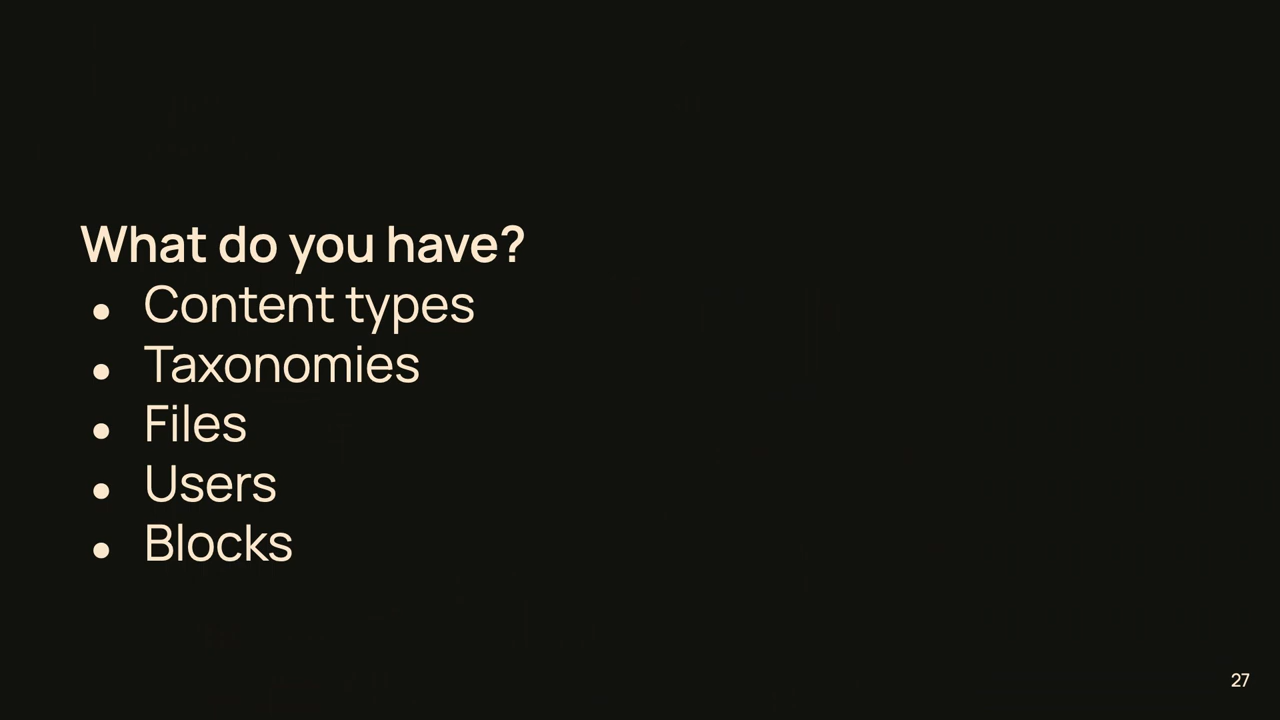 What do you have?
● Content types
● Taxonomies
● Files
● Users
● Blocks
27